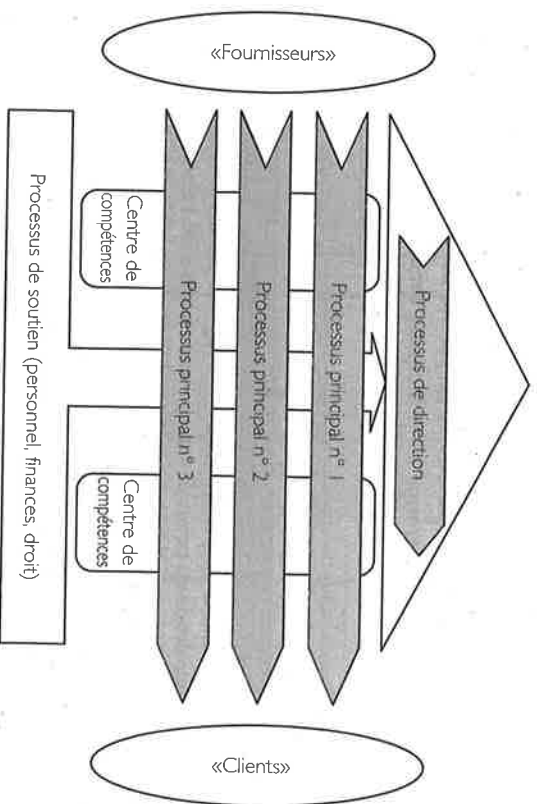 Processus de direction
«Fournisseurs»
Processus principal n° 1
Processus principal n° 2
Processus principal n° 3
«Clients»
Centre de
compétences
Centre de
compétences
Processus de soutien (personnel, finances, droit)